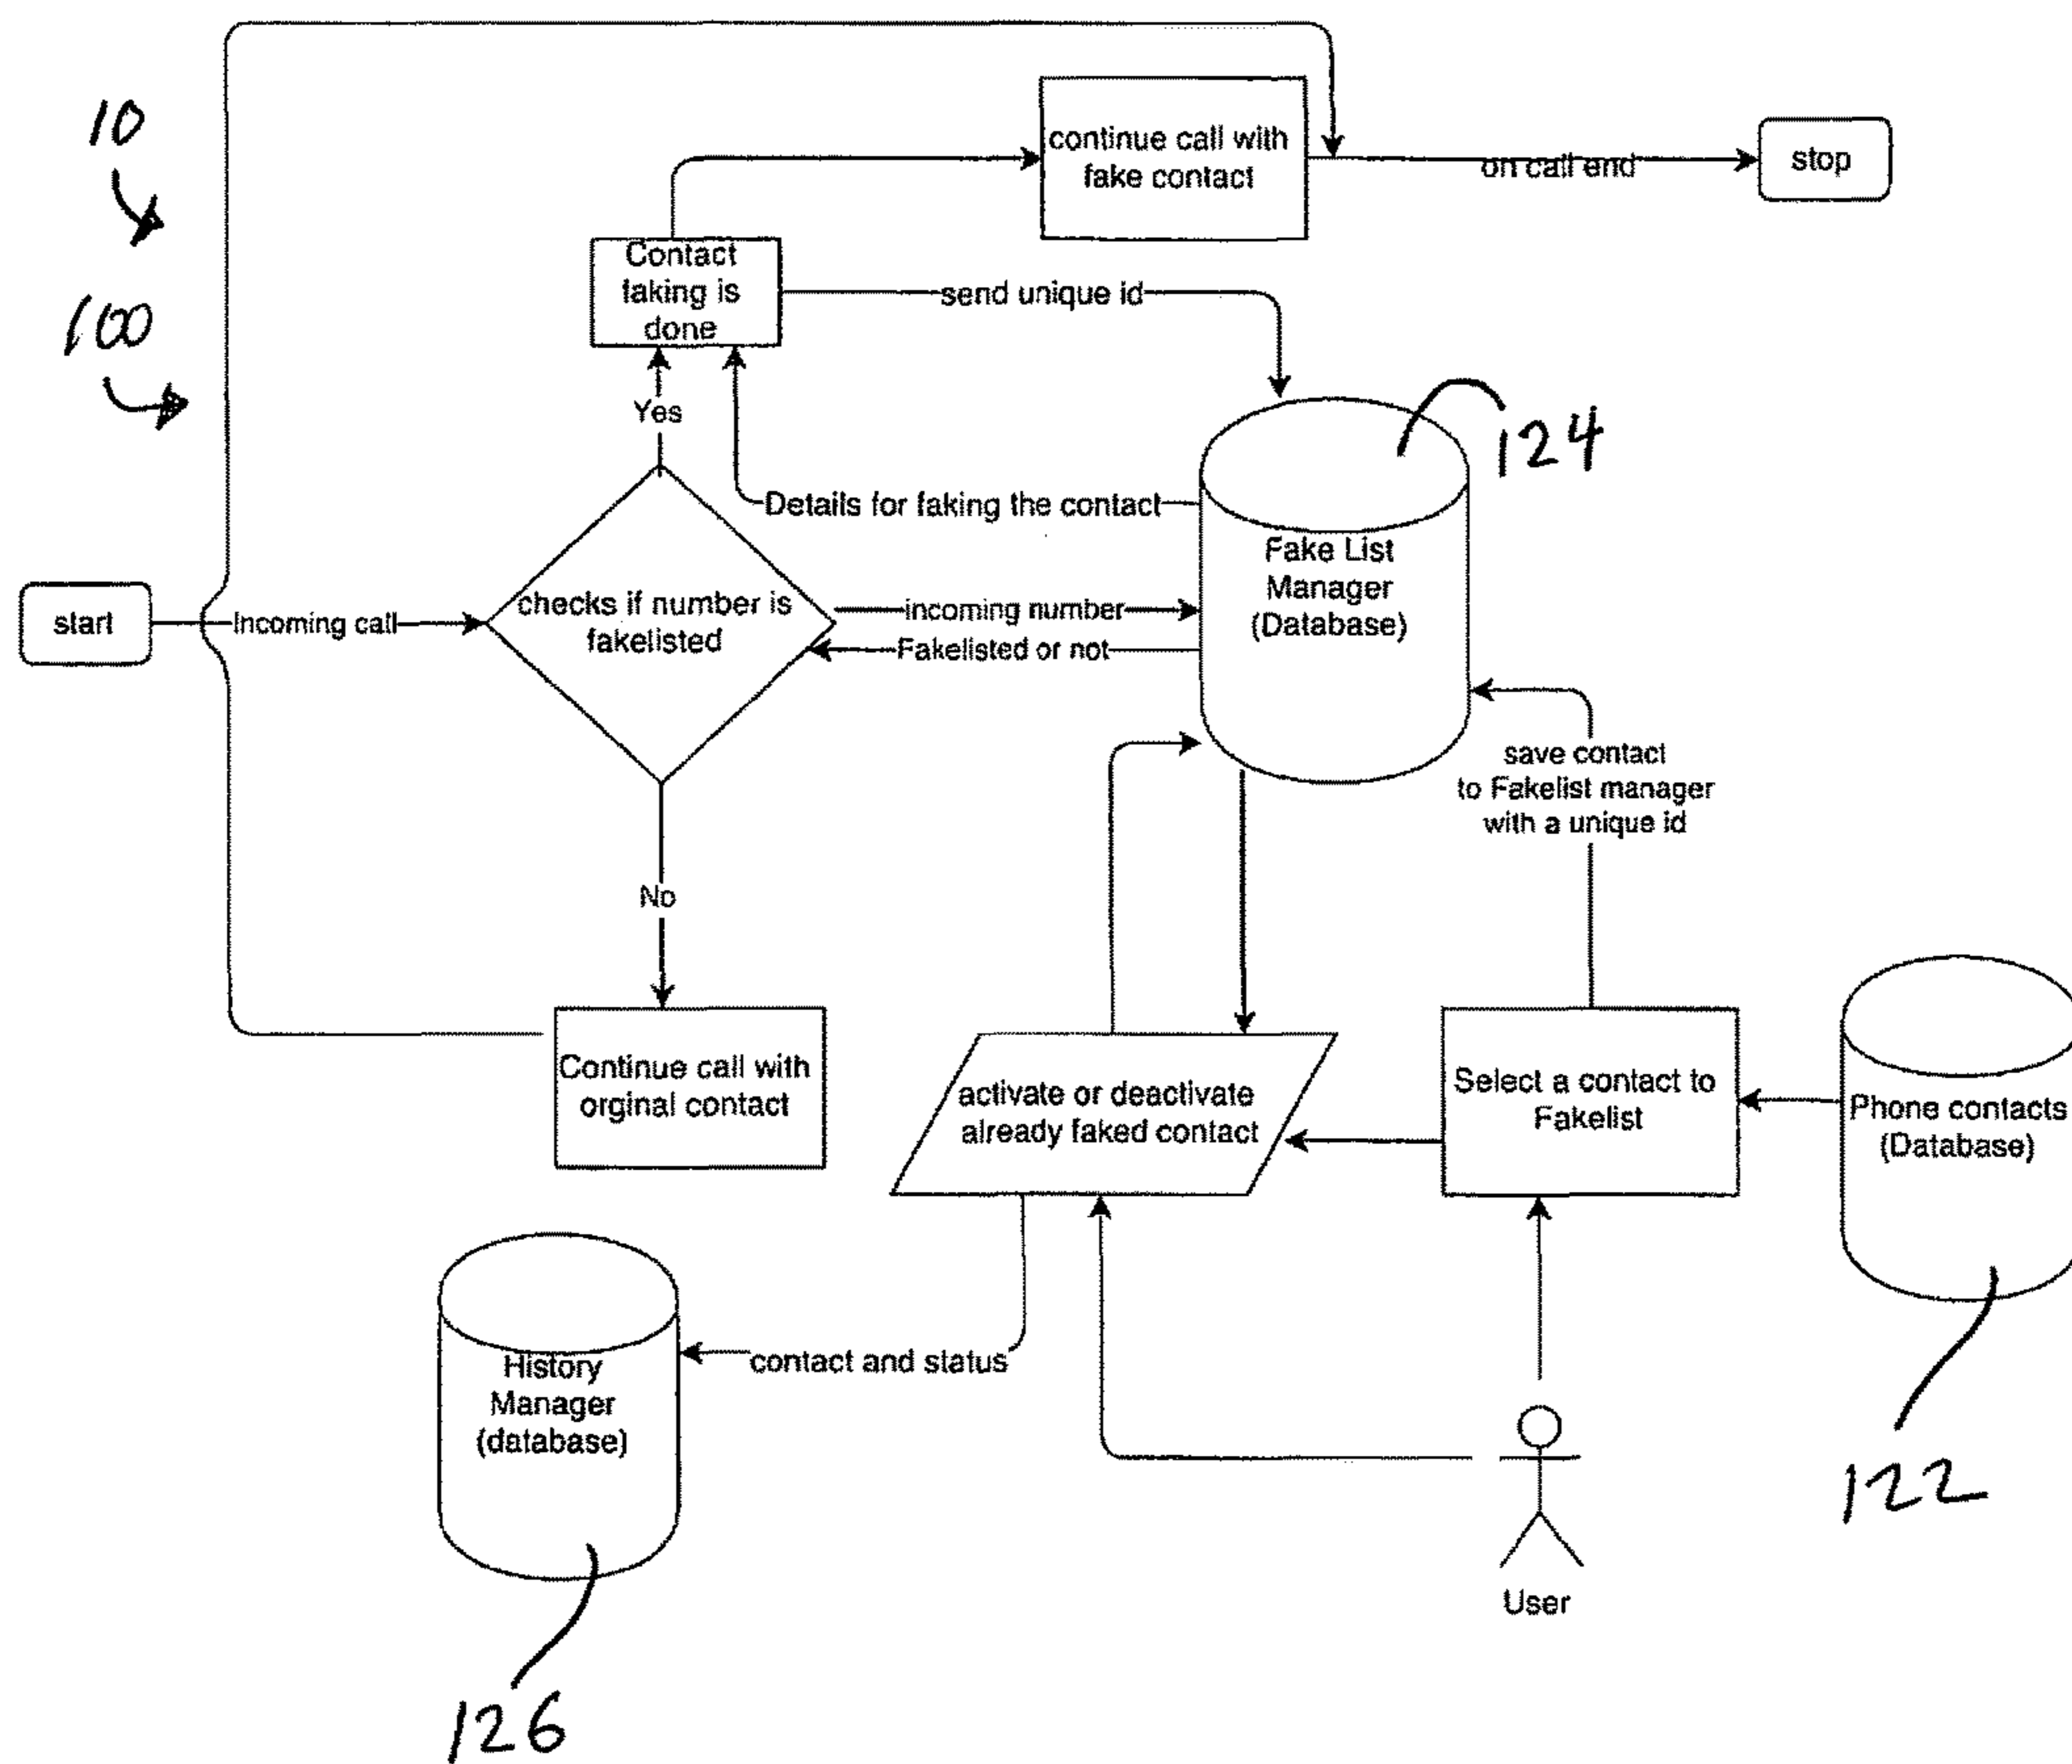 10
100
continue call with
fake contact
on call end
stop
Contact
faking is
done
send unique id
Yes
124
Details for faking the contact
Fake List
Manager
(Database)
start
Incoming call
checks if number is
fakelisted
incoming number
Fakelisted or not
save contact
to Fakelist manager
with a unique id
No
Continue call with
orginal contact
activate or deactivate
already faked contact
Select a contact to
Fakelist
Phone contacts
(Database)
History
Manager
(database)
contact and status
122
User
126